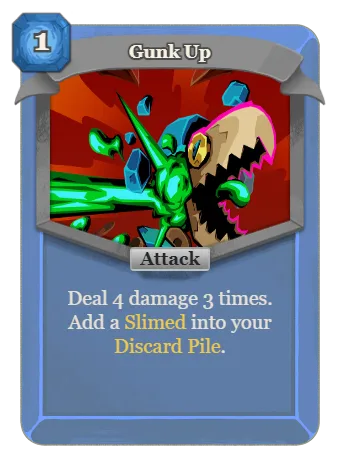 1
Gunk Up
Attack
Deal 4 damage 3 times.
Add a Slimed into your
Discard Pile.